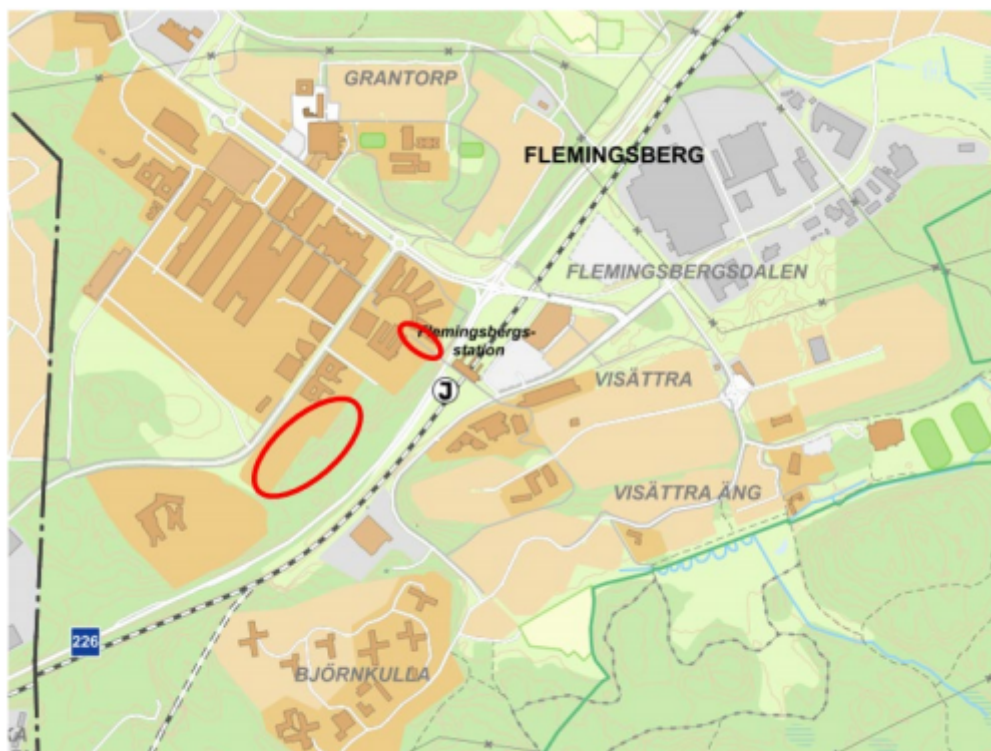 GRANTORP
FLEMINGSBERG
FLEMINGSBERGSDALEN
Flemingsbergs-
station
J
VISÄTTRA
VISÄTTRA ÄNG
226
BJÖRNKULLA